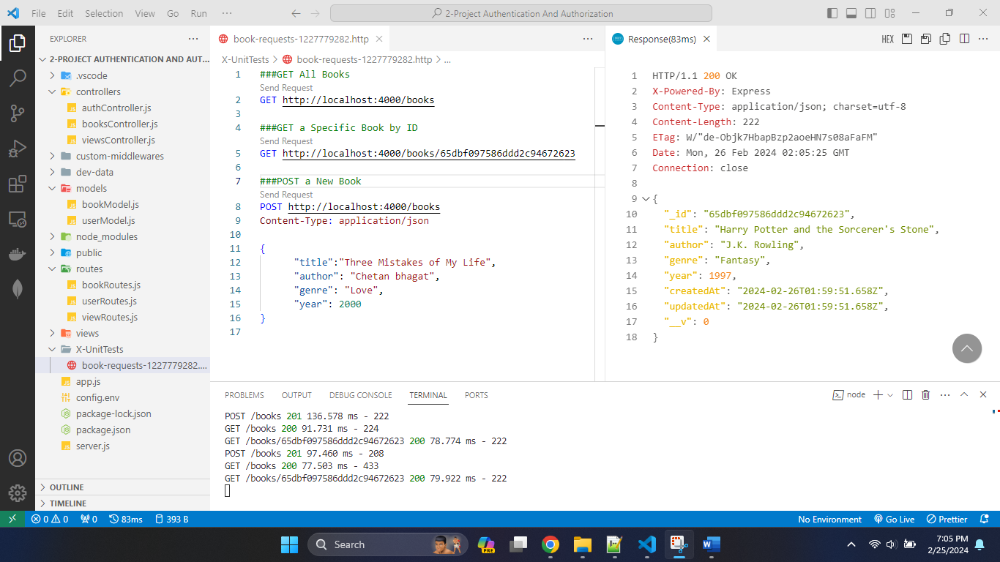 File Edit Selection View Go Run ··· 2-Project Authentication And Authorization
EXPLORER ···
2-PROJECT AUTHENTICATION AND AUT...
.vscode
controllers
authController.js
booksController.js
viewsController.js
custom-middlewares
dev-data
models
bookModel.js
userModel.js
node_modules
public
routes
bookRoutes.js
userRoutes.js
viewRoutes.js
views
X-UnitTests
book-requests-1227779282....
app.js
config.env
package-lock.json
package.json
server.js
OUTLINE
TIMELINE
book-requests-1227779282.http
X-UnitTests > book-requests-1227779282.http > ...
1 ###GET All Books
Send Request
2 GET http://localhost:4000/books
3
4 ###GET a Specific Book by ID
Send Request
5 GET http://localhost:4000/books/65dbf097586ddd2c94672623
6
7 ###POST a New Book
Send Request
8 POST http://localhost:4000/books
9 Content-Type: application/json
10
11 {
12 "title":"Three Mistakes of My Life",
13 "author": "Chetan bhagat",
14 "genre": "Love",
15 "year": 2000
16 }
17
Response(83ms) HEX
1 HTTP/1.1 200 OK
2 X-Powered-By: Express
3 Content-Type: application/json; charset=utf-8
4 Content-Length: 222
5 ETag: W/"de-Objk7HbapBzp2aoeHN7s08aFaFM"
6 Date: Mon, 26 Feb 2024 02:05:25 GMT
7 Connection: close
8
9 {
10 "_id": "65dbf097586ddd2c94672623",
11 "title": "Harry Potter and the Sorcerer's Stone",
12 "author": "J.K. Rowling",
13 "genre": "Fantasy",
14 "year": 1997,
15 "createdAt": "2024-02-26T01:59:51.658Z",
16 "updatedAt": "2024-02-26T01:59:51.658Z",
17 "__v": 0
18 }
PROBLEMS OUTPUT DEBUG CONSOLE TERMINAL PORTS node
POST /books 201 136.578 ms - 222
GET /books 200 91.731 ms - 224
GET /books/65dbf097586ddd2c94672623 200 78.774 ms - 222
POST /books 201 97.460 ms - 208
GET /books 200 77.503 ms - 433
GET /books/65dbf097586ddd2c94672623 200 79.922 ms - 222
0 0 0 83ms 393 B No Environment Go Live Prettier
Search PRE 7:05 PM
2/25/2024